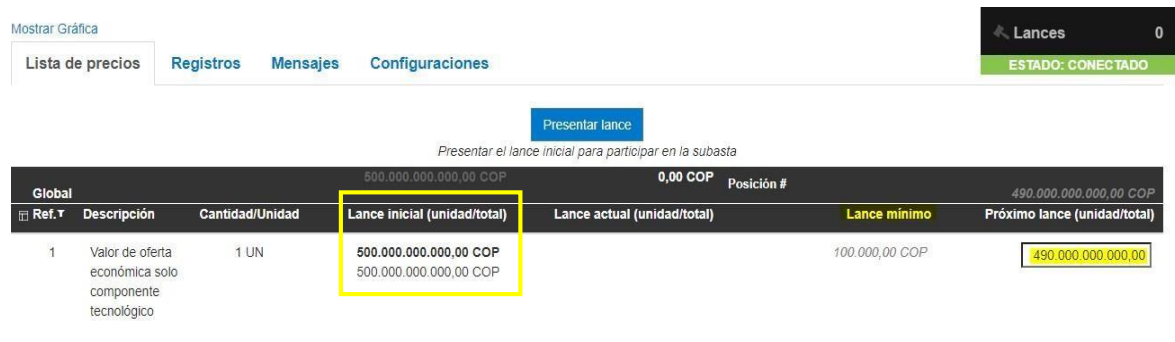 Mostrar Gráfica
Lances 0
Lista de precios Registros Mensajes Configuraciones
ESTADO: CONECTADO
Presentar lance
Presentar el lance inicial para participar en la subasta
500.000.000.000,00 COP 0,00 COP Posición #
Global 490.000.000.000,00 COP
Ref. Descripción Cantidad/Unidad Lance inicial (unidad/total) Lance actual (unidad/total) Lance mínimo Próximo lance (unidad/total)
1 Valor de oferta 1 UN 500.000.000.000,00 COP 100.000,00 COP 490.000.000.000,00
económica solo 500.000.000.000,00 COP
componente
tecnológico